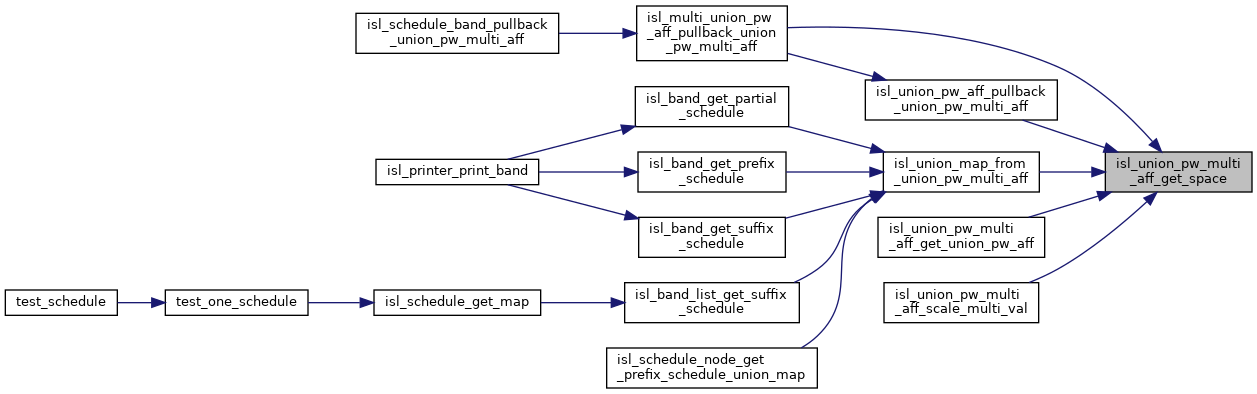 isl_schedule_band_pullback
_union_pw_multi_aff
isl_multi_union_pw
_aff_pullback_union
_pw_multi_aff
isl_union_pw_aff_pullback
_union_pw_multi_aff
isl_band_get_partial
_schedule
isl_printer_print_band
isl_band_get_prefix
_schedule
isl_union_map_from
_union_pw_multi_aff
isl_union_pw_multi
_aff_get_space
isl_band_get_suffix
_schedule
isl_union_pw_multi
_aff_get_union_pw_aff
test_schedule
test_one_schedule
isl_schedule_get_map
isl_band_list_get_suffix
_schedule
isl_union_pw_multi
_aff_scale_multi_val
isl_schedule_node_get
_prefix_schedule_union_map